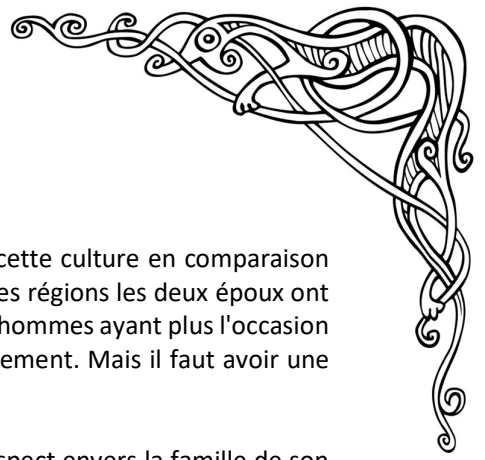 cette culture en comparaison
es régions les deux époux ont
hommes ayant plus l'occasion
ement. Mais il faut avoir une
spect envers la famille de son